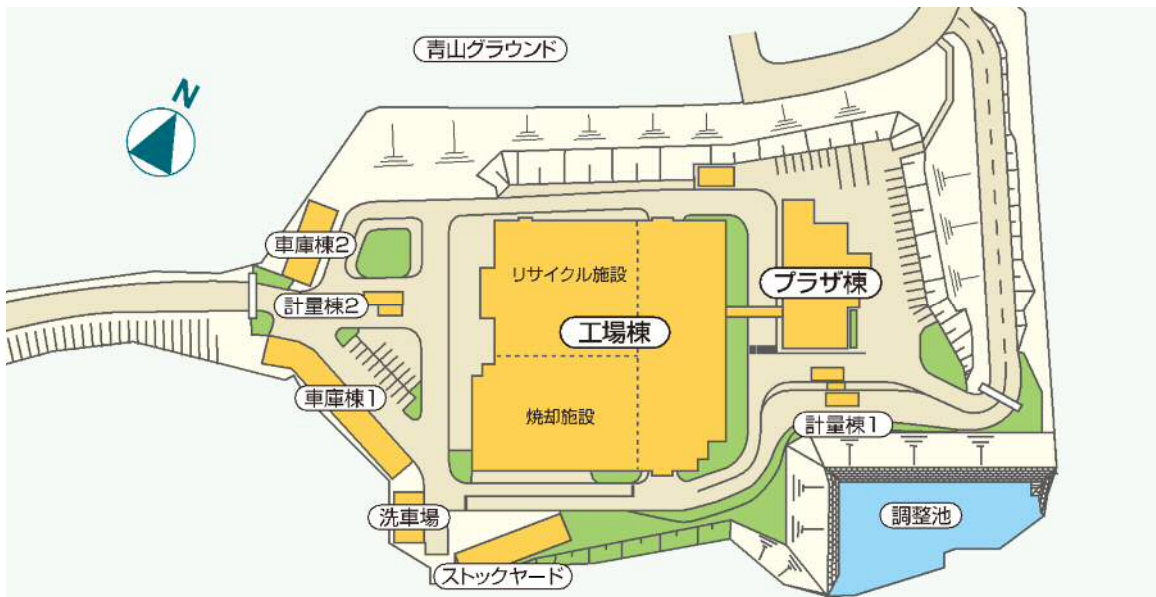 青山グラウンド
N
車庫棟2
リサイクル施設
プラザ棟
計量棟2
工場棟
車庫棟1
焼却施設
計量棟1
洗車場
調整池
ストックヤード